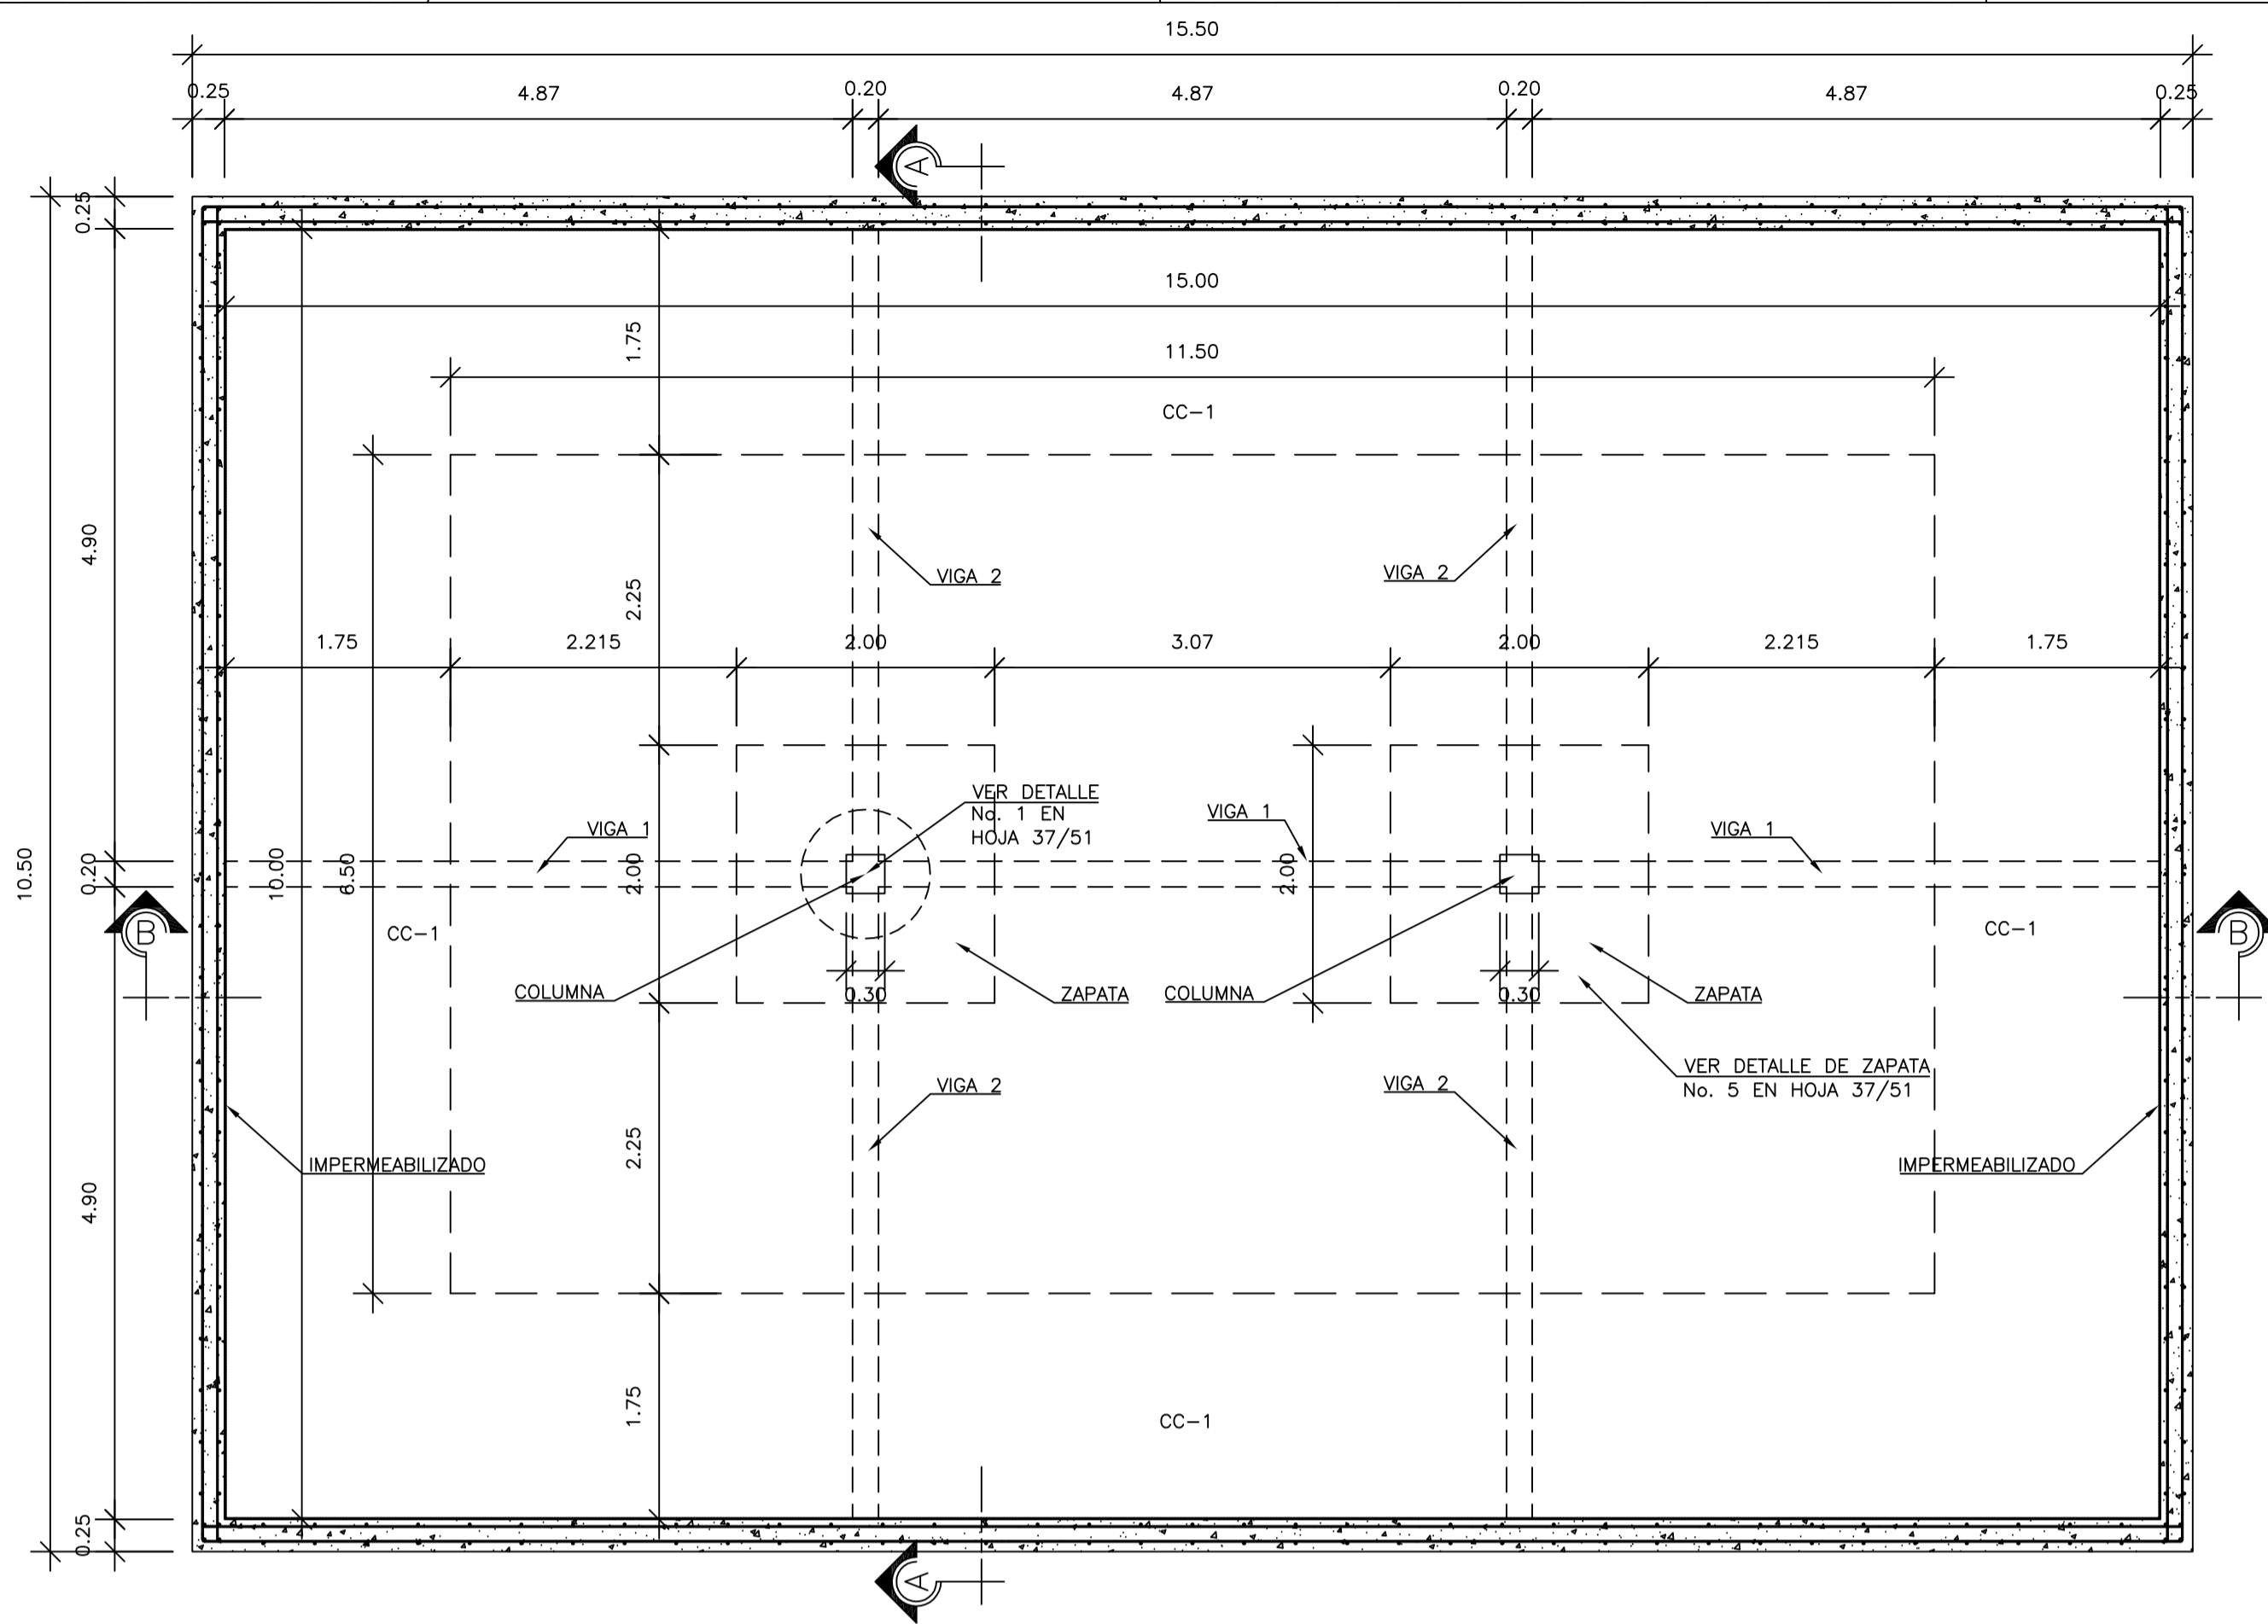 15.50
0.25 4.87 0.20 4.87 0.20 4.87 0.25
A
0.25
15.00
1.75
11.50
CC-1
4.90
VIGA 2
VIGA 2
2.25
1.75 2.215 2.00 3.07 2.00 2.215 1.75
VER DETALLE
No. 1 EN
HOJA 37/51
VIGA 1
VIGA 1
VIGA 1
10.50
0.20
10.00
6.50
2.00
2.00
B
CC-1
CC-1
B
COLUMNA
0.30
ZAPATA
COLUMNA
0.30
ZAPATA
VER DETALLE DE ZAPATA
No. 5 EN HOJA 37/51
VIGA 2
VIGA 2
2.25
IMPERMEABILIZADO
IMPERMEABILIZADO
4.90
1.75
CC-1
0.25
A